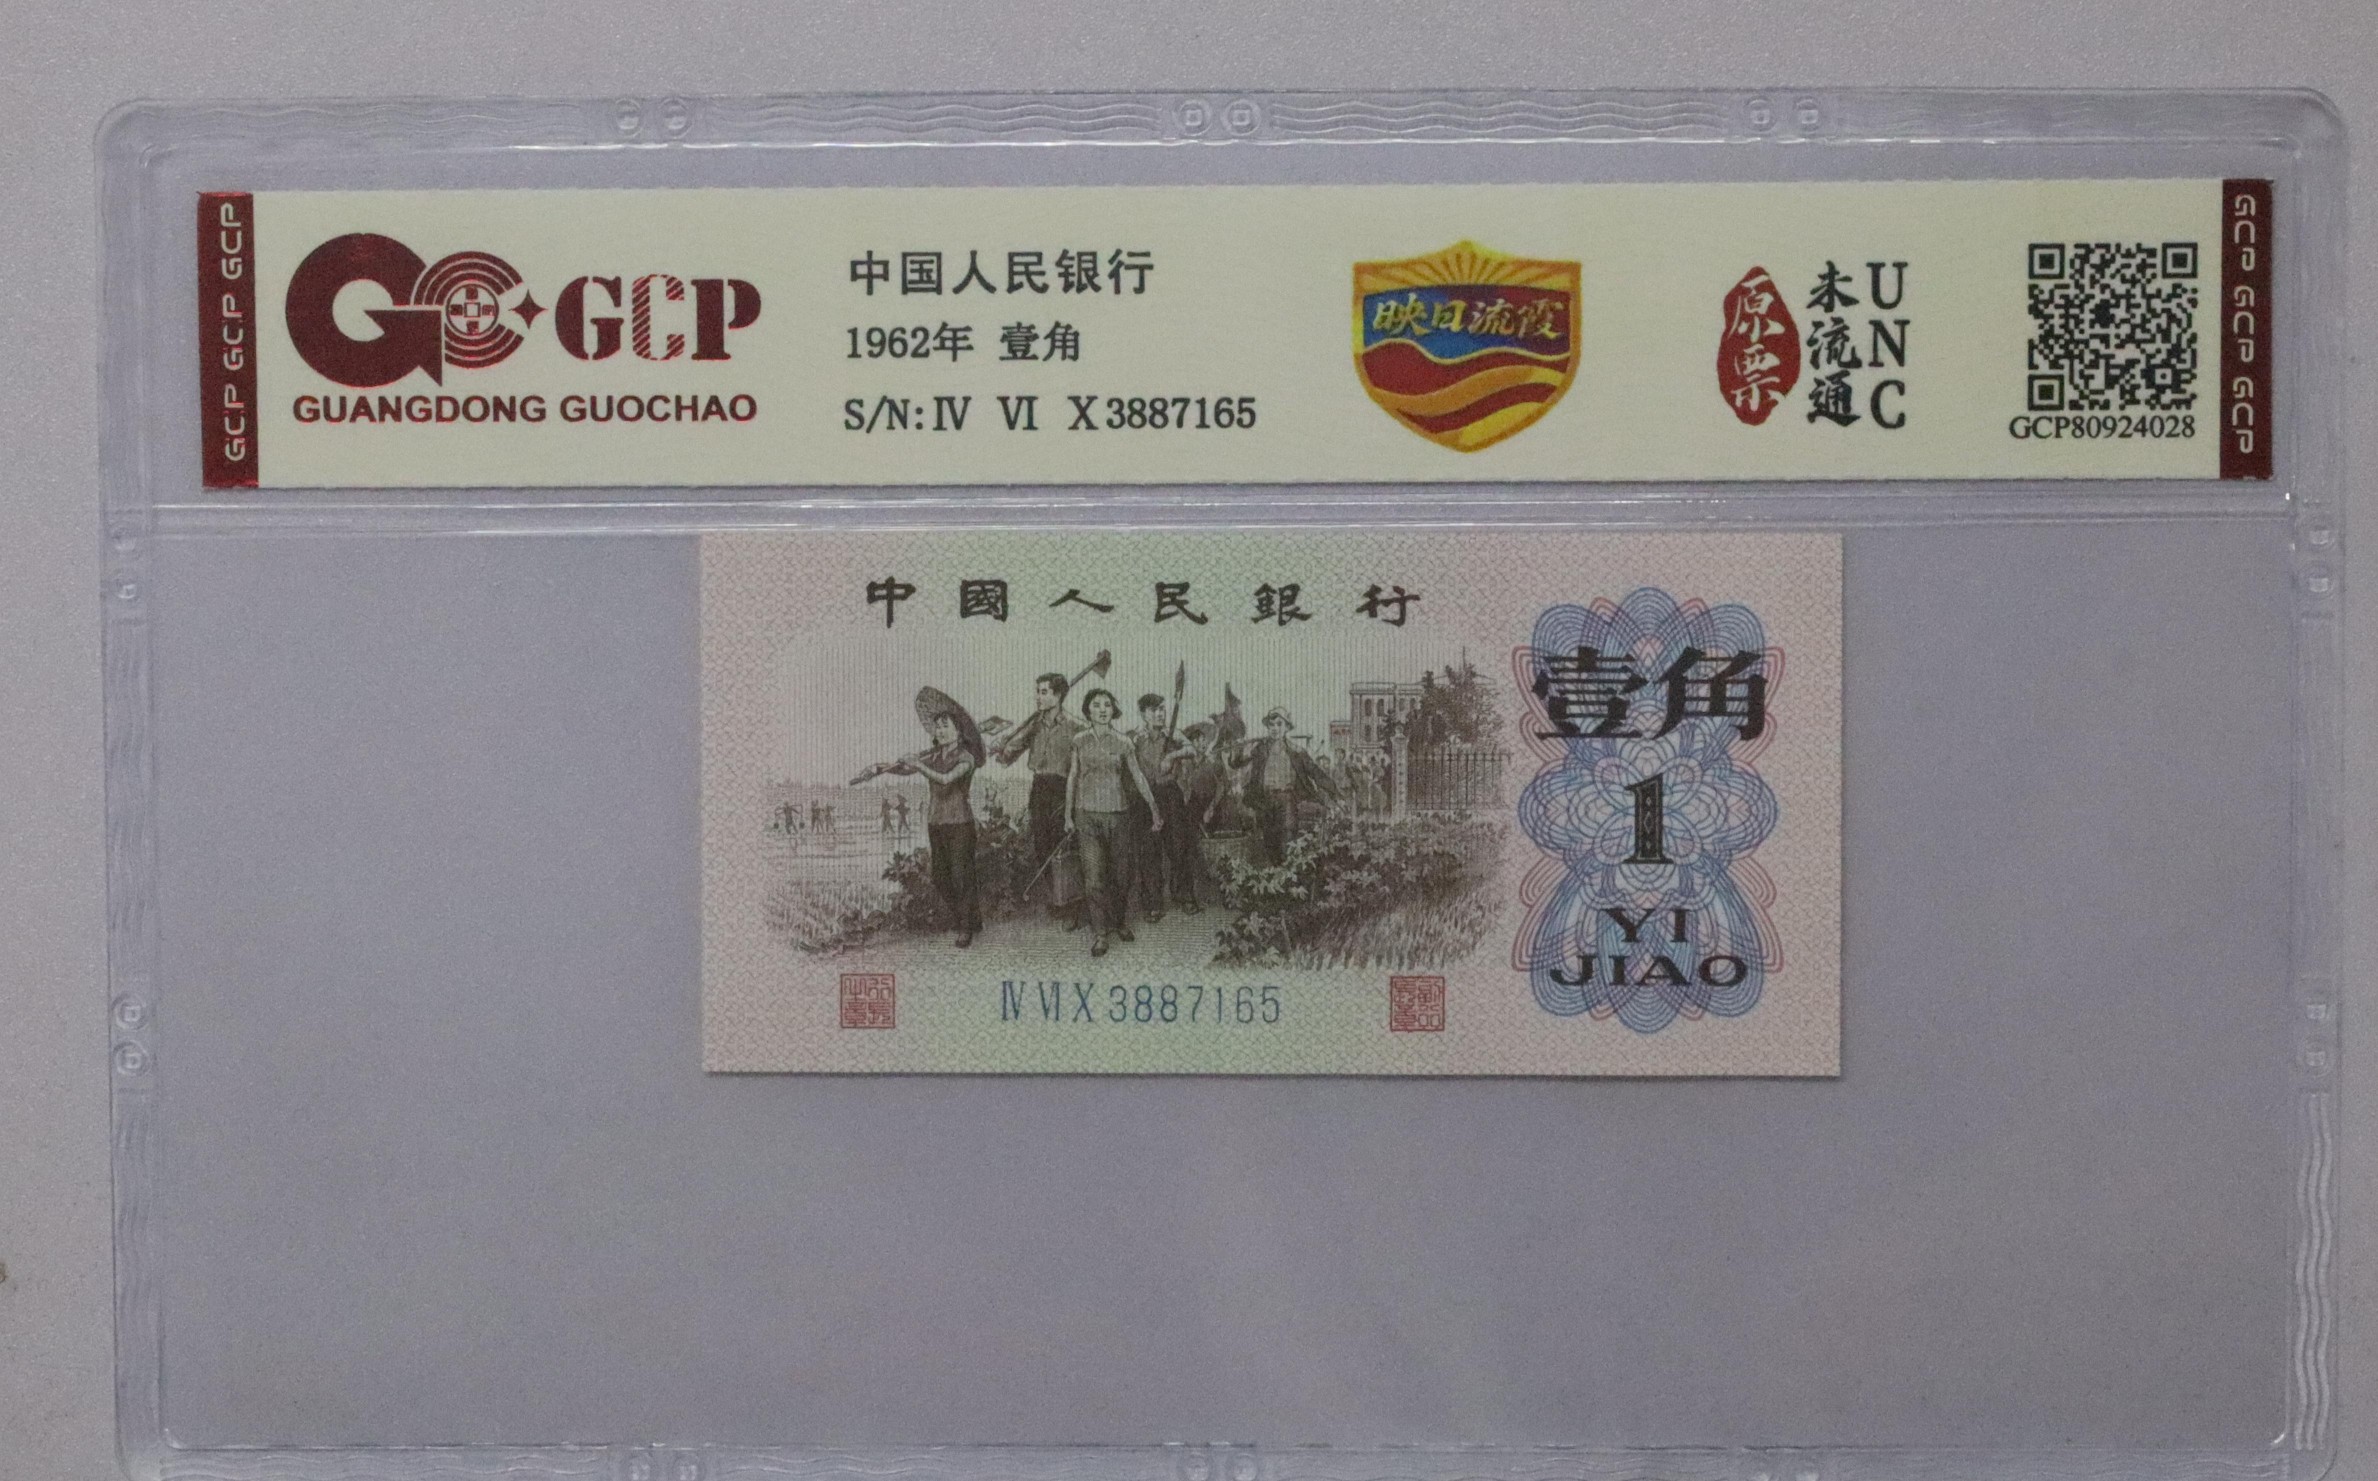 GCP GCP GCP
GCP
GUANGDONG GUOCHAO
中国人民银行
1962年 壹角
S/N: Ⅳ Ⅵ X 3887165
映日流霞
原票
未流通
UNC
GCP80924028
GCP GCP GCP
中國人民銀行
壹角
1
YI
JIAO
Ⅳ Ⅵ X 3887165